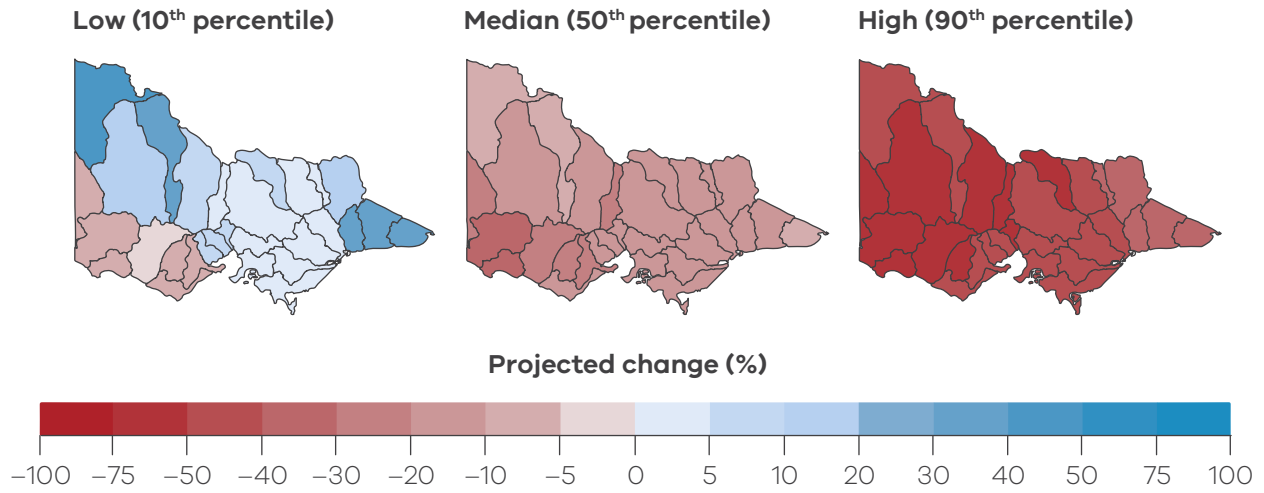 Low (10th percentile) Median (50th percentile) High (90th percentile)
Projected change (%)
–100 –75 –50 –40 –30 –20 –10 –5 0 5 10 20 30 40 50 75 100